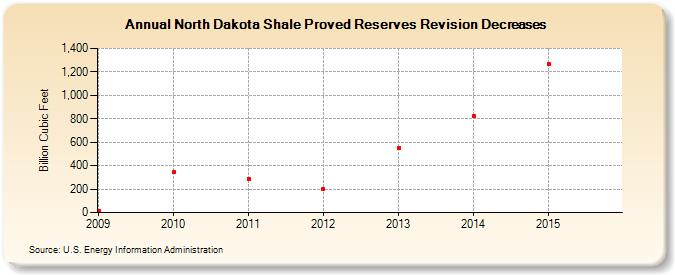 Annual North Dakota Shale Proved Reserves Revision Decreases
Billion Cubic Feet
1,400
1,200
1,000
800
600
400
200
0
2009 2010 2011 2012 2013 2014 2015
Source: U.S. Energy Information Administration